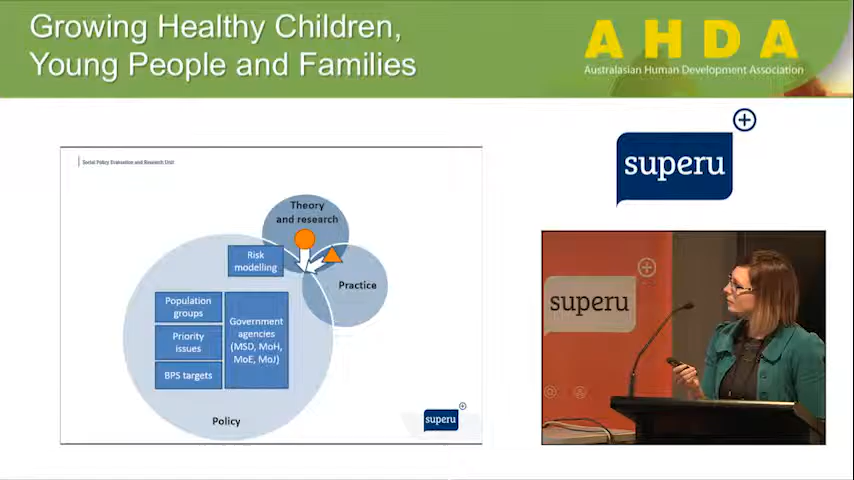 Growing Healthy Children,
Young People and Families
AHDA
Australasian Human Development Association
superu
Social Policy Evaluation and Research Unit
Theory
and research
Risk
modelling
Practice
Population
groups
Priority
issues
BPS targets
Government
agencies
(MSD, MoH,
MoE, MoJ)
Policy
superu
superu